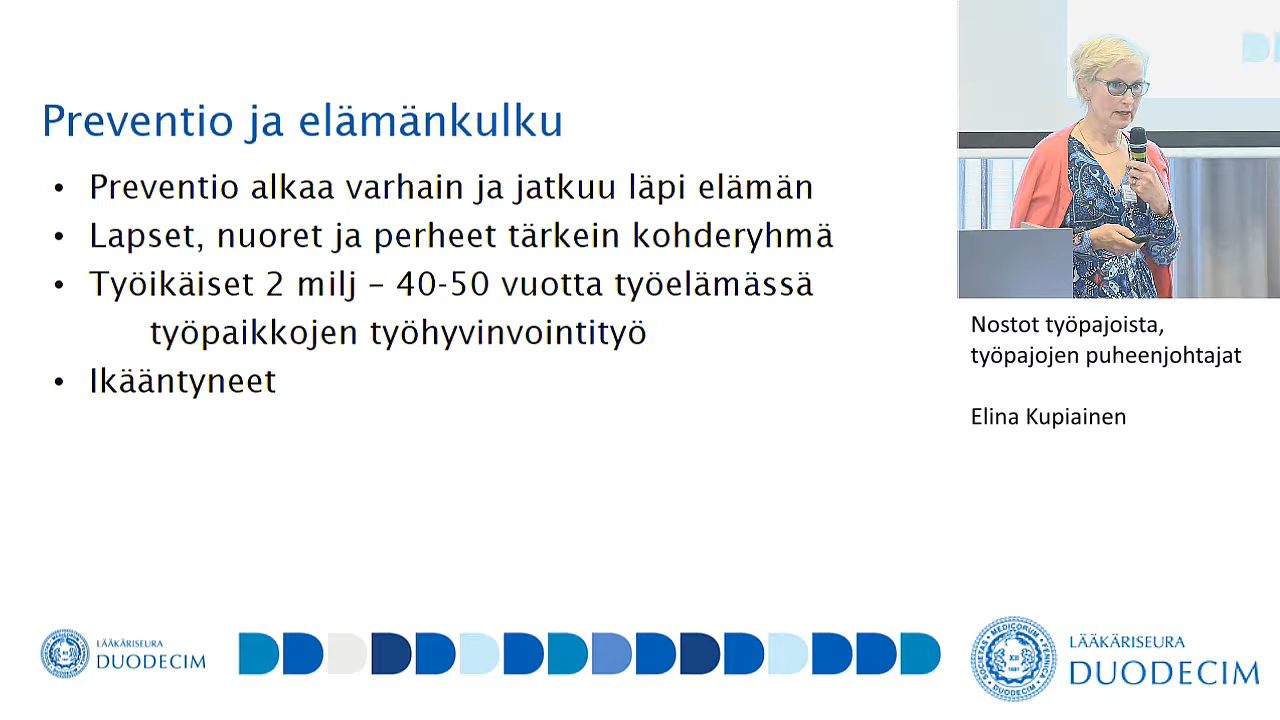 Preventio ja elämänkulku
• Preventio alkaa varhain ja jatkuu läpi elämän
• Lapset, nuoret ja perheet tärkein kohderyhmä
• Työikäiset 2 milj – 40-50 vuotta työelämässä
työpaikkojen työhyvinvointityö
• Ikääntyneet
Nostot työpajoista,
työpajojen puheenjohtajat
Elina Kupiainen
LÄÄKÄRISEURA
DUODECIM
LÄÄKÄRISEURA
DUODECIM